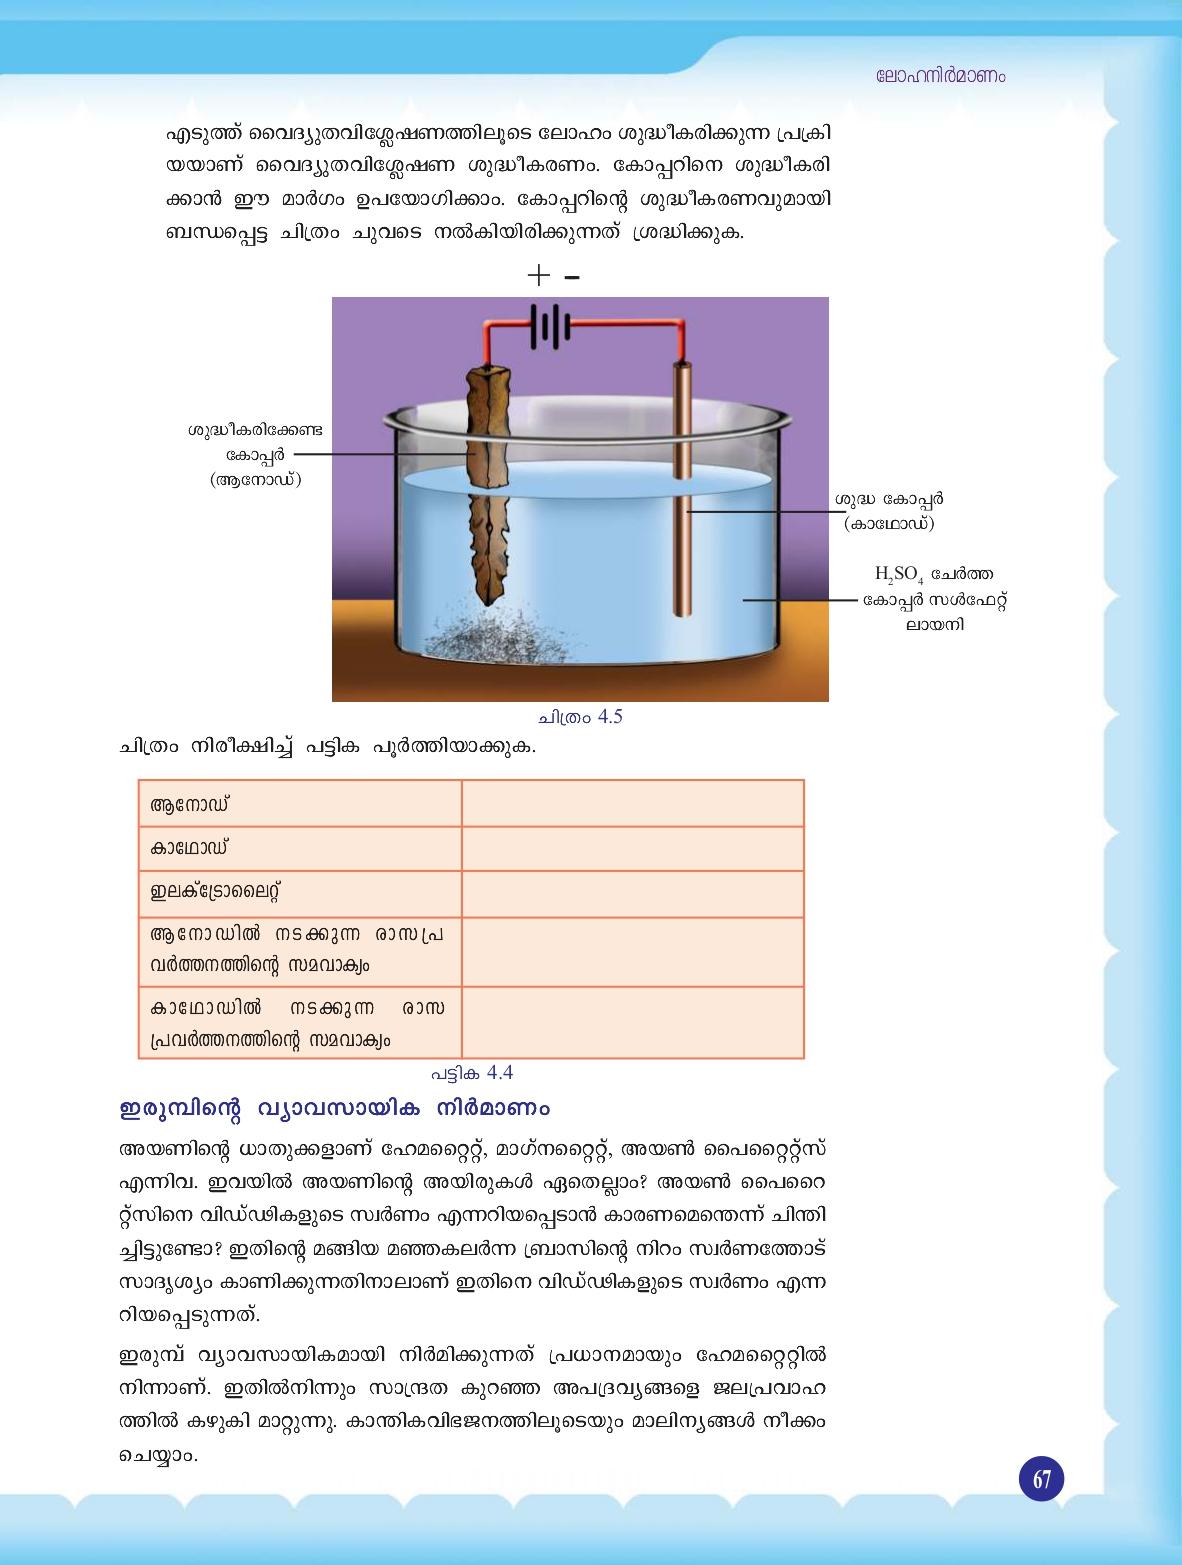 ലോഹനിർമാണം
എടുത്ത് വൈദ്യുതവിശ്ലേഷണത്തിലൂടെ ലോഹം ശുദ്ധീകരിക്കുന്ന പ്രക്രി
യയാണ് വൈദ്യുതവിശ്ലേഷണ ശുദ്ധീകരണം. കോപ്പറിനെ ശുദ്ധീകരി
ക്കാൻ ഈ മാർഗം ഉപയോഗിക്കാം. കോപ്പറിന്റെ ശുദ്ധീകരണവുമായി
ബന്ധപ്പെട്ട ചിത്രം ചുവടെ നൽകിയിരിക്കുന്നത് ശ്രദ്ധിക്കുക.
+ -
ശുദ്ധീകരിക്കേണ്ട
കോപ്പർ
(ആനോഡ്)
ശുദ്ധ കോപ്പർ
(കാഥോഡ്)
H₂SO₄ ചേർത്ത
കോപ്പർ സൾഫേറ്റ്
ലായനി
ചിത്രം 4.5
ചിത്രം നിരീക്ഷിച്ച് പട്ടിക പൂർത്തിയാക്കുക.
ആനോഡ്
കാഥോഡ്
ഇലക്ട്രോലൈറ്റ്
ആനോഡിൽ നടക്കുന്ന രാസപ്ര
വർത്തനത്തിന്റെ സമവാക്യം
കാഥോഡിൽ നടക്കുന്ന രാസ
പ്രവർത്തനത്തിന്റെ സമവാക്യം
പട്ടിക 4.4
ഇരുമ്പിന്റെ വ്യാവസായിക നിർമാണം
അയണിന്റെ ധാതുക്കളാണ് ഹേമറ്റൈറ്റ്, മാഗ്നറ്റൈറ്റ്, അയൺ പൈറ്റൈറ്റ്സ്
എന്നിവ. ഇവയിൽ അയണിന്റെ അയിരുകൾ ഏതെല്ലാം? അയൺ പൈറൈ
റ്റ്സിനെ വിഡ്ഢികളുടെ സ്വർണം എന്നറിയപ്പെടാൻ കാരണമെന്തെന്ന് ചിന്തി
ച്ചിട്ടുണ്ടോ? ഇതിന്റെ മങ്ങിയ മഞ്ഞകലർന്ന ബ്രാസിന്റെ നിറം സ്വർണത്തോട്
സാദൃശ്യം കാണിക്കുന്നതിനാലാണ് ഇതിനെ വിഡ്ഢികളുടെ സ്വർണം എന്ന
റിയപ്പെടുന്നത്.
ഇരുമ്പ് വ്യാവസായികമായി നിർമിക്കുന്നത് പ്രധാനമായും ഹേമറ്റൈറ്റിൽ
നിന്നാണ്. ഇതിൽനിന്നും സാന്ദ്രത കുറഞ്ഞ അപദ്രവ്യങ്ങളെ ജലപ്രവാഹ
ത്തിൽ കഴുകി മാറ്റുന്നു. കാന്തികവിഭജനത്തിലൂടെയും മാലിന്യങ്ങൾ നീക്കം
ചെയ്യാം.
67